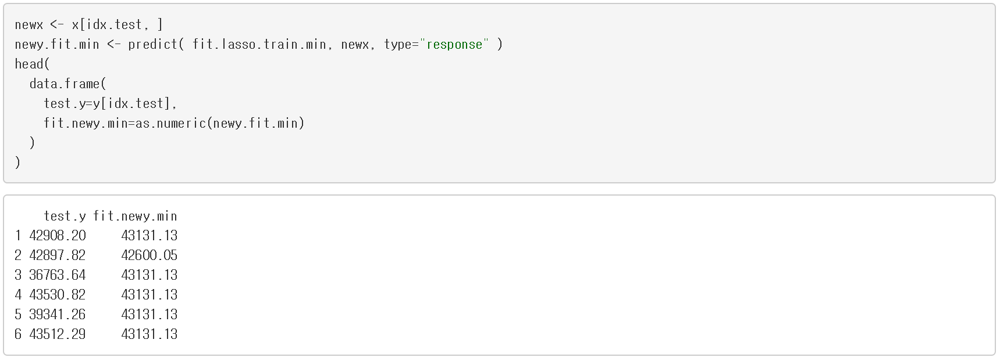 newx <- x[idx.test, ]
newy.fit.min <- predict( fit.lasso.train.min, newx, type="response" )
head(
  data.frame(
    test.y=y[idx.test],
    fit.newy.min=as.numeric(newy.fit.min)
  )
)
    test.y fit.newy.min
1 42908.20     43131.13
2 42897.82     42600.05
3 36763.64     43131.13
4 43530.82     43131.13
5 39341.26     43131.13
6 43512.29     43131.13